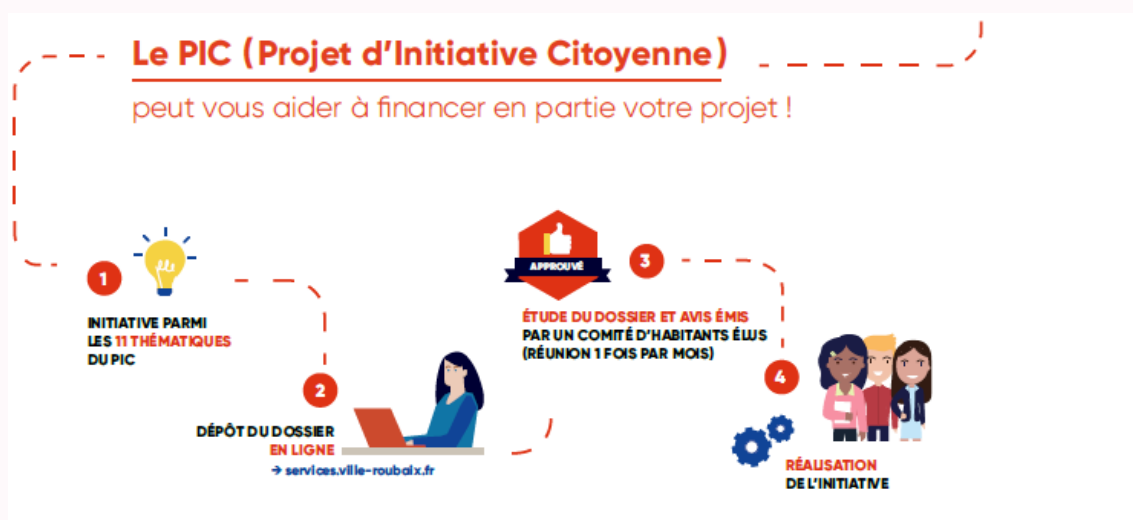 Le PIC (Projet d'Initiative Citoyenne)
peut vous aider à financer en partie votre projet !
1
INITIATIVE PARMI
LES 11 THÉMATIQUES
DU PIC
2
DÉPÔT DU DOSSIER
EN LIGNE
→ services.ville-roubaix.fr
APPROUVÉ
3
ÉTUDE DU DOSSIER ET AVIS ÉMIS
PAR UN COMITÉ D'HABITANTS ÉLUS
(RÉUNION 1 FOIS PAR MOIS)
4
RÉALISATION
DE L'INITIATIVE